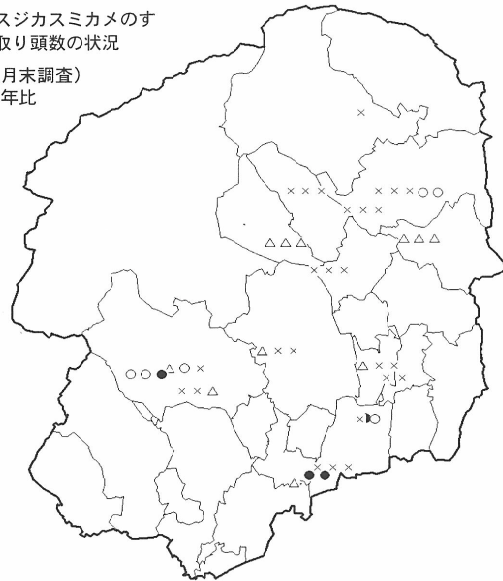 スジカスミカメのす
取り頭数の状況
月末調査）
年比